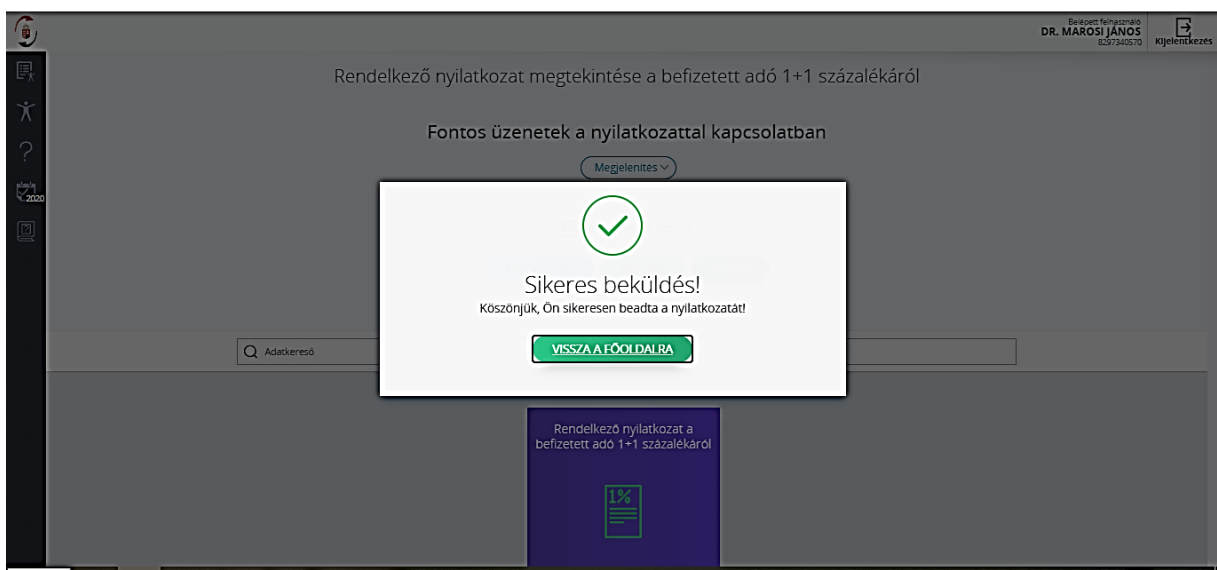 Belépett felhasználó
DR. MAROSI JÁNOS
8297340570
Kijelentkezés
Rendelkező nyilatkozat megtekintése a befizetett adó 1+1 százalékáról
Fontos üzenetek a nyilatkozattal kapcsolatban
Megjelenítés
2020
Sikeres beküldés!
Köszönjük, Ön sikeresen beadta a nyilatkozatát!
VISSZA A FŐOLDALRA
Adatkereső
Rendelkező nyilatkozat a
befizetett adó 1+1 százalékáról
1%